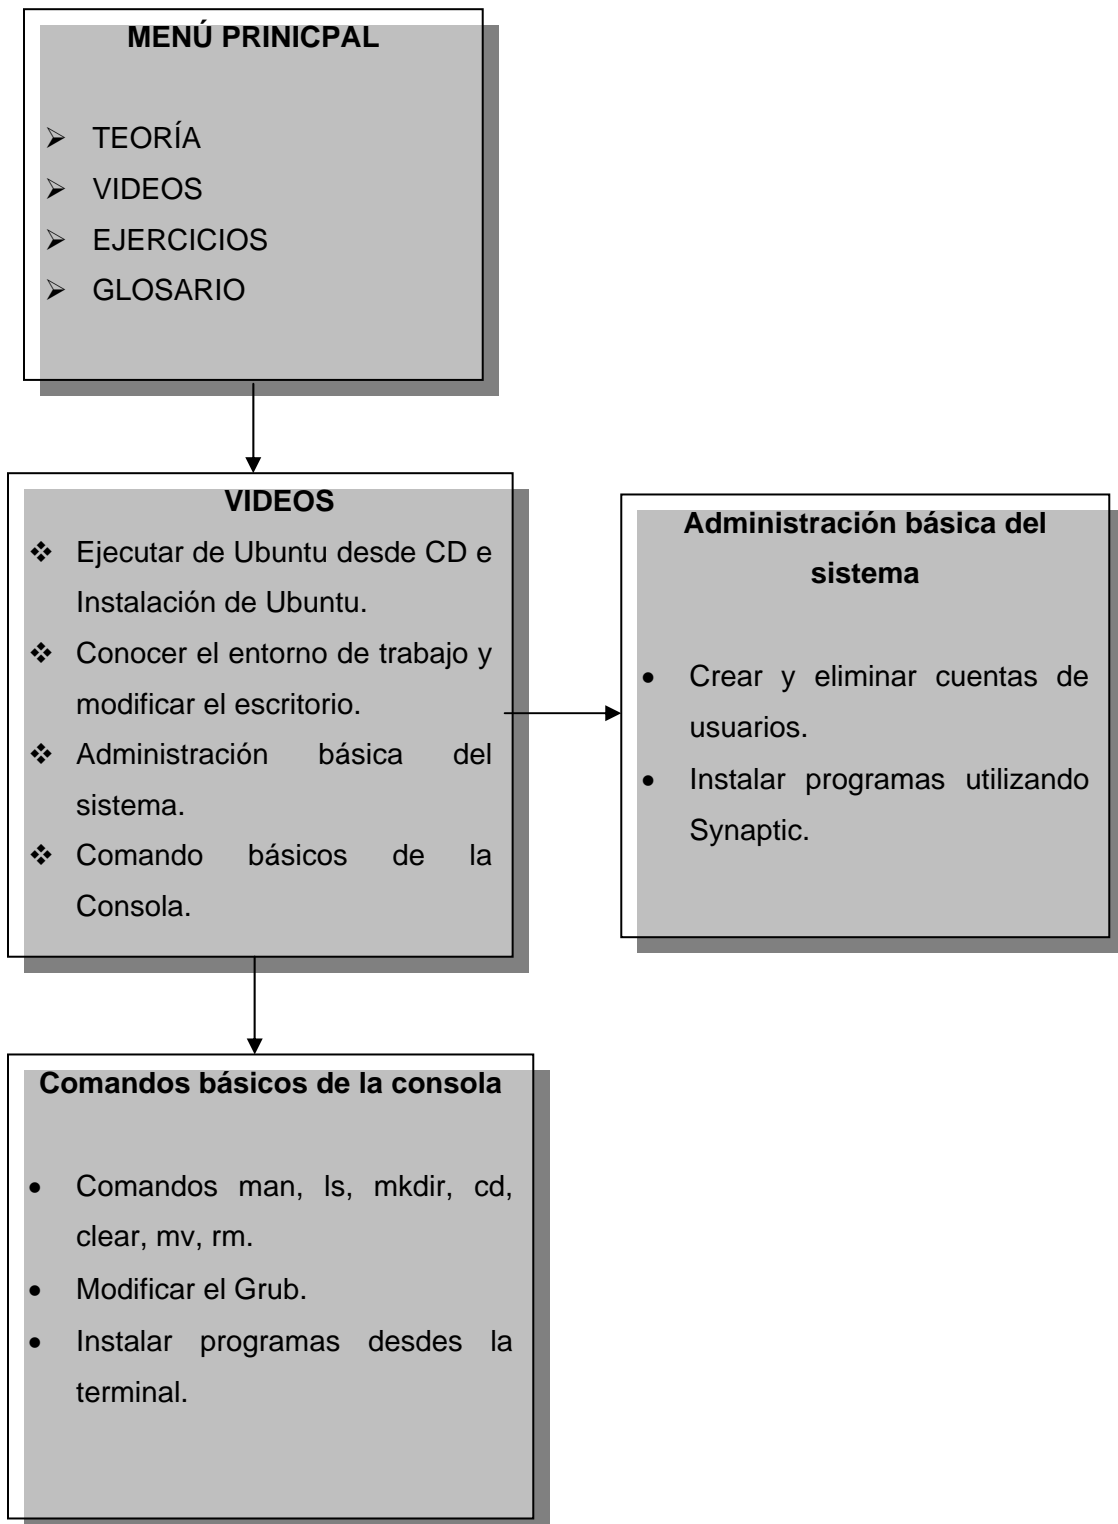 MENÚ PRINICPAL
➢ TEORÍA
➢ VIDEOS
➢ EJERCICIOS
➢ GLOSARIO
VIDEOS
❖ Ejecutar de Ubuntu desde CD e
Instalación de Ubuntu.
❖ Conocer el entorno de trabajo y
modificar el escritorio.
❖ Administración básica del
sistema.
❖ Comando básicos de la
Consola.
Administración básica del
sistema
• Crear y eliminar cuentas de
usuarios.
• Instalar programas utilizando
Synaptic.
Comandos básicos de la consola
• Comandos man, ls, mkdir, cd,
clear, mv, rm.
• Modificar el Grub.
• Instalar programas desdes la
terminal.